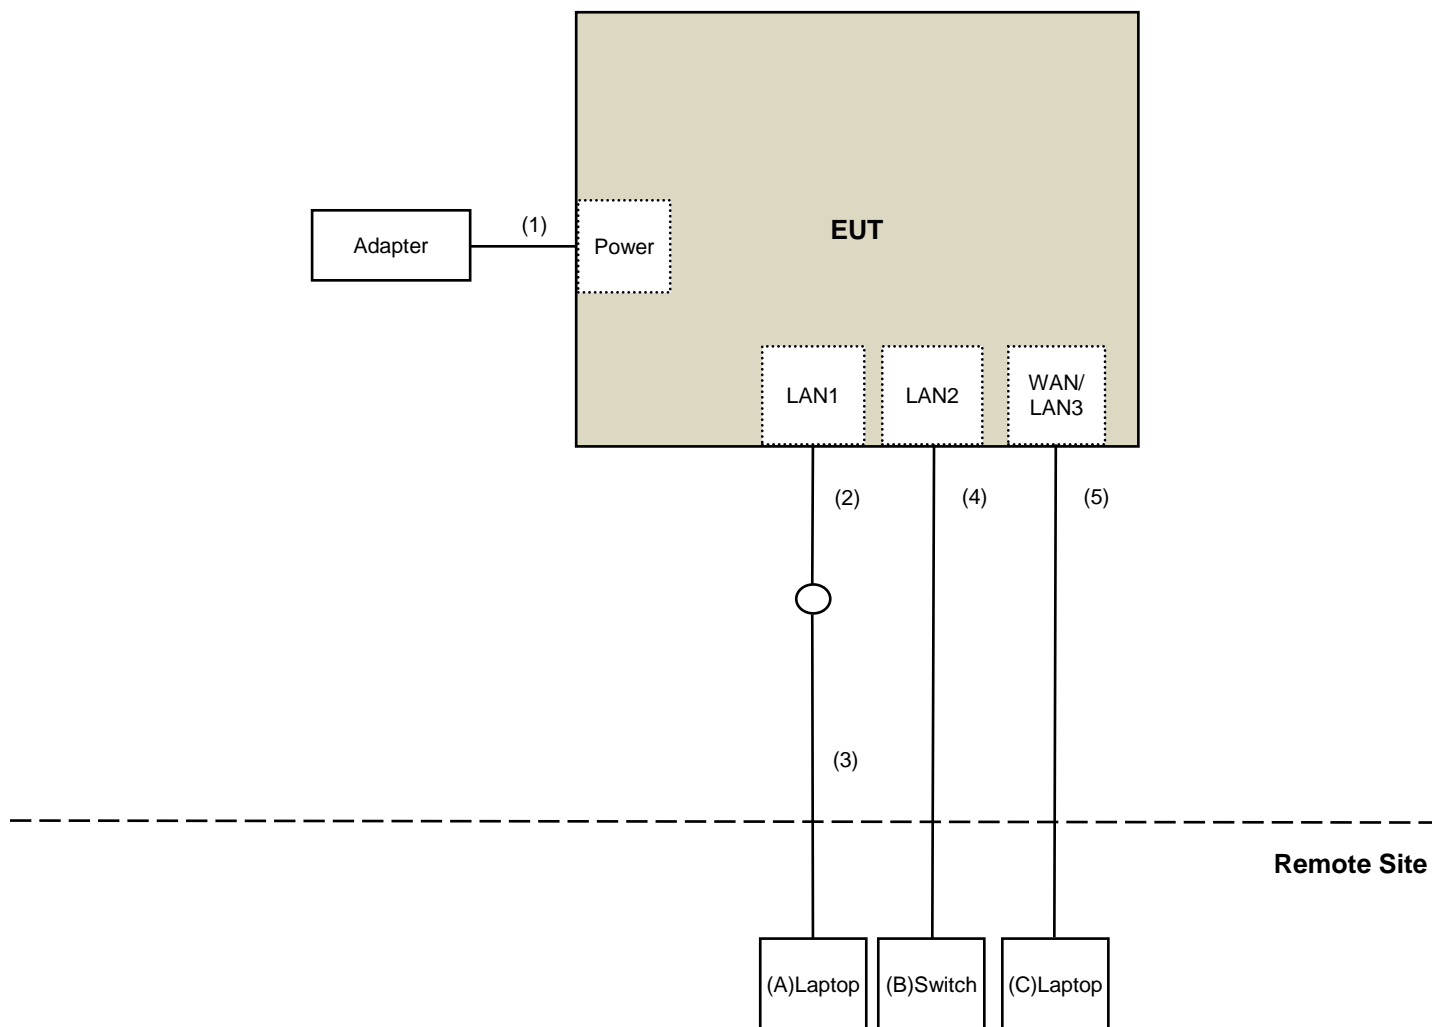 EUT
(1)
Adapter
Power
LAN1
LAN2
WAN/
LAN3
(2)
(4)
(5)
(3)
Remote Site
(A)Laptop
(B)Switch
(C)Laptop